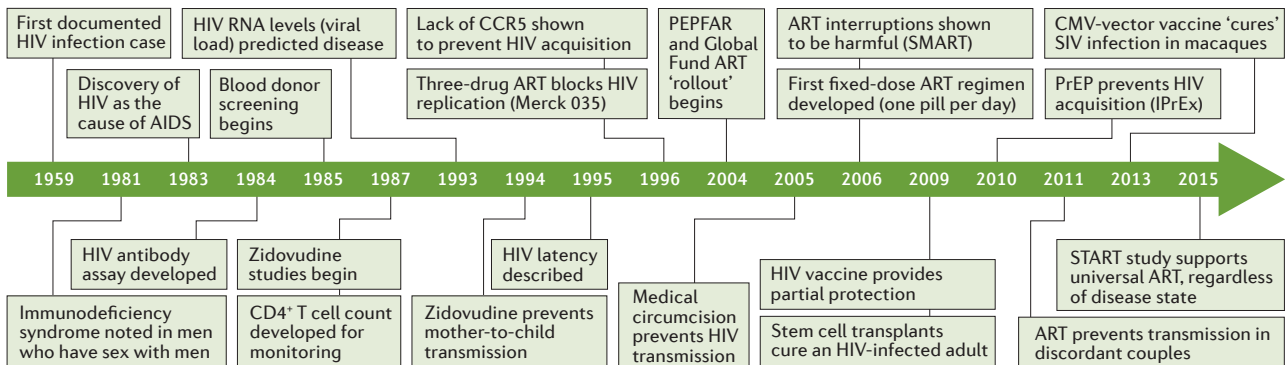 First documented
HIV infection case
HIV RNA levels (viral
load) predicted disease
Lack of CCR5 shown
to prevent HIV acquisition
PEPFAR
and Global
Fund ART
‘rollout’
begins
ART interruptions shown
to be harmful (SMART)
CMV-vector vaccine ‘cures’
SIV infection in macaques
Discovery of
HIV as the
cause of AIDS
Blood donor
screening
begins
Three-drug ART blocks HIV
replication (Merck 035)
First fixed-dose ART regimen
developed (one pill per day)
PrEP prevents HIV
acquisition (IPrEx)
1959 1981 1983 1984 1985 1987 1993 1994 1995 1996 2004 2005 2006 2009 2010 2011 2013 2015
HIV antibody
assay developed
Zidovudine
studies begin
HIV latency
described
HIV vaccine provides
partial protection
START study supports
universal ART, regardless
of disease state
Immunodeficiency
syndrome noted in men
who have sex with men
CD4⁺ T cell count
developed for
monitoring
Zidovudine prevents
mother-to-child
transmission
Medical
circumcision
prevents HIV
transmission
Stem cell transplants
cure an HIV-infected adult
ART prevents transmission in
discordant couples